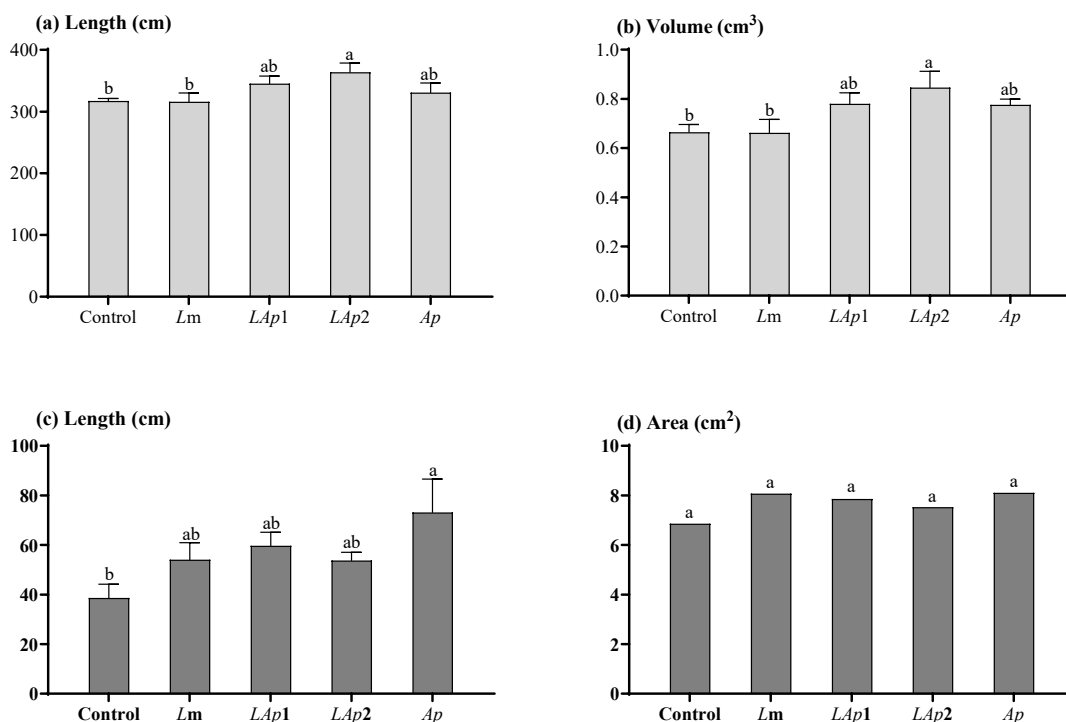 (a) Length (cm)
400
300
200
100
0
b
b
ab
a
ab
Control
Lm
LAp1
LAp2
Ap
(b) Volume (cm³)
1.0
0.8
0.6
0.4
0.2
0.0
b
b
ab
a
ab
Control
Lm
LAp1
LAp2
Ap
(c) Length (cm)
100
80
60
40
20
0
b
ab
ab
ab
a
Control
Lm
LAp1
LAp2
Ap
(d) Area (cm²)
10
8
6
4
2
0
a
a
a
a
a
Control
Lm
LAp1
LAp2
Ap